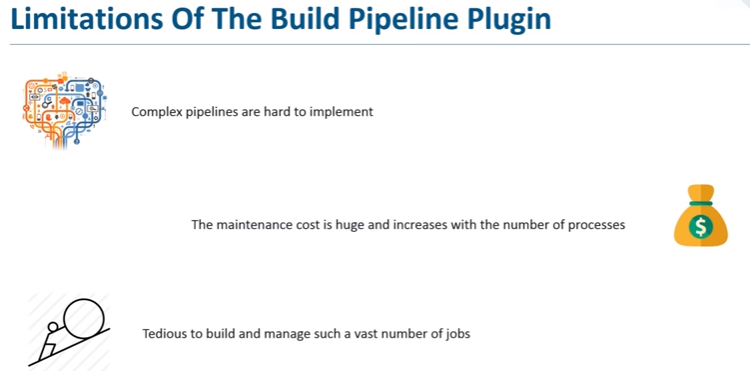 Limitations Of The Build Pipeline Plugin
Complex pipelines are hard to implement
The maintenance cost is huge and increases with the number of processes
$
Tedious to build and manage such a vast number of jobs